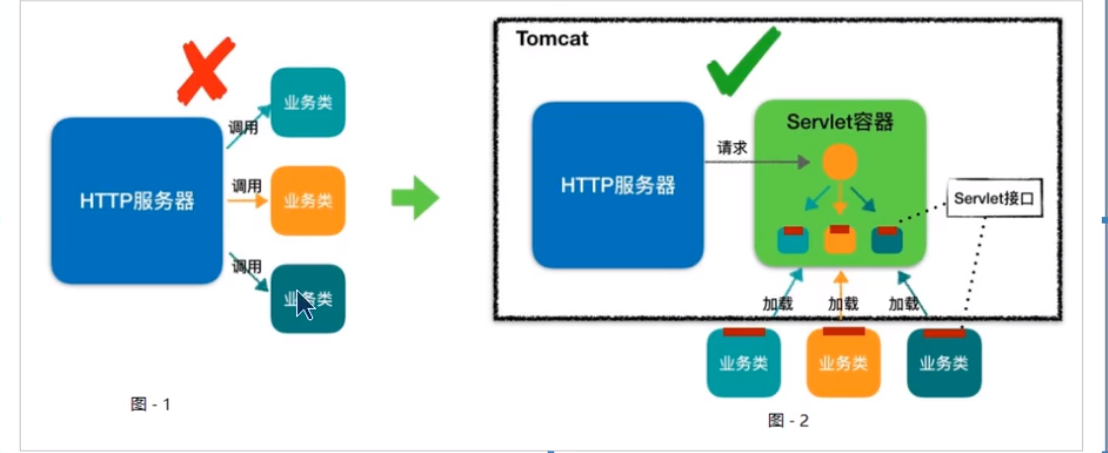 HTTP服务器
调用
业务类
调用
业务类
调用
业务类
图 - 1
Tomcat
HTTP服务器
请求
Servlet容器
Servlet接口
加载
加载
加载
业务类
业务类
业务类
图 - 2